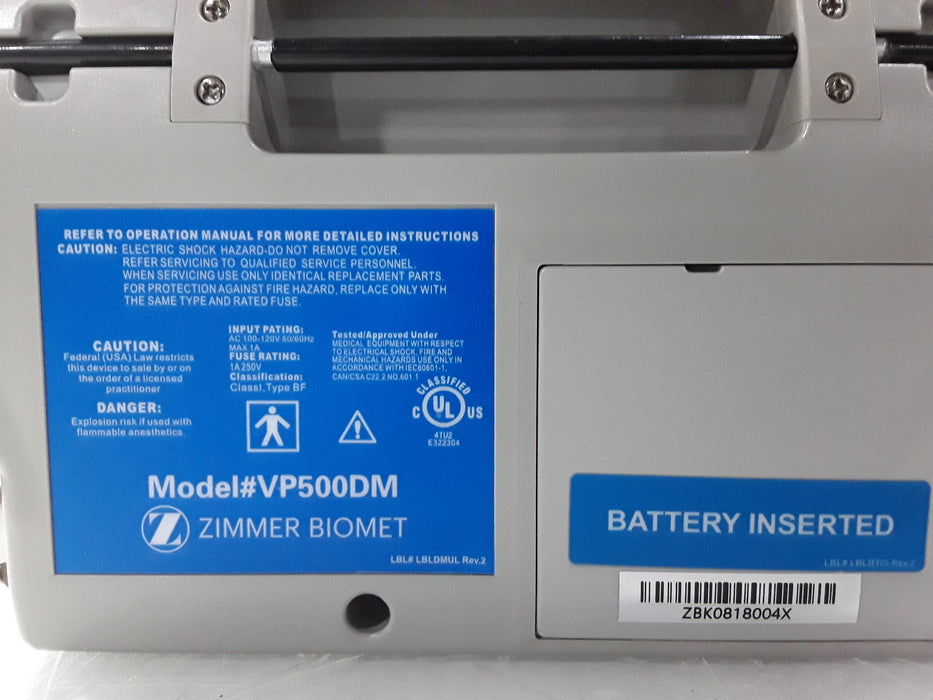 REFER TO OPERATION MANUAL FOR MORE DETAILED INSTRUCTIONS
CAUTION: ELECTRIC SHOCK HAZARD-DO NOT REMOVE COVER.
REFER SERVICING TO QUALIFIED SERVICE PERSONNEL.
WHEN SERVICING USE ONLY IDENTICAL REPLACEMENT PARTS.
FOR PROTECTION AGAINST FIRE HAZARD, REPLACE ONLY WITH
THE SAME TYPE AND RATED FUSE.
CAUTION:
Federal (USA) Law restricts
this device to sale by or on
the order of a licensed
practitioner
DANGER:
Explosion risk if used with
flammable anesthetics.
INPUT PATING:
AC 100-120V 50/60Hz
MAX 1A
FUSE RATING:
1A 250V
Classification:
ClassI, Type BF
Tested/Approved Under
MEDICAL EQUIPMENT WITH RESPECT
TO ELECTRICAL SHOCK, FIRE AND
MECHANICAL HAZARDS USE ONLY IN
ACCORDANCE WITH IEC60601-1,
CAN/CSA C22.2 NO.601.1
CLASSIFIED
C UL US
4TU2
E322304
Model#VP500DM
Z ZIMMER BIOMET
LBL# LBLDMUL Rev.2
BATTERY INSERTED
LBL# LBLBTIS Rev.2
ZBK0818004X